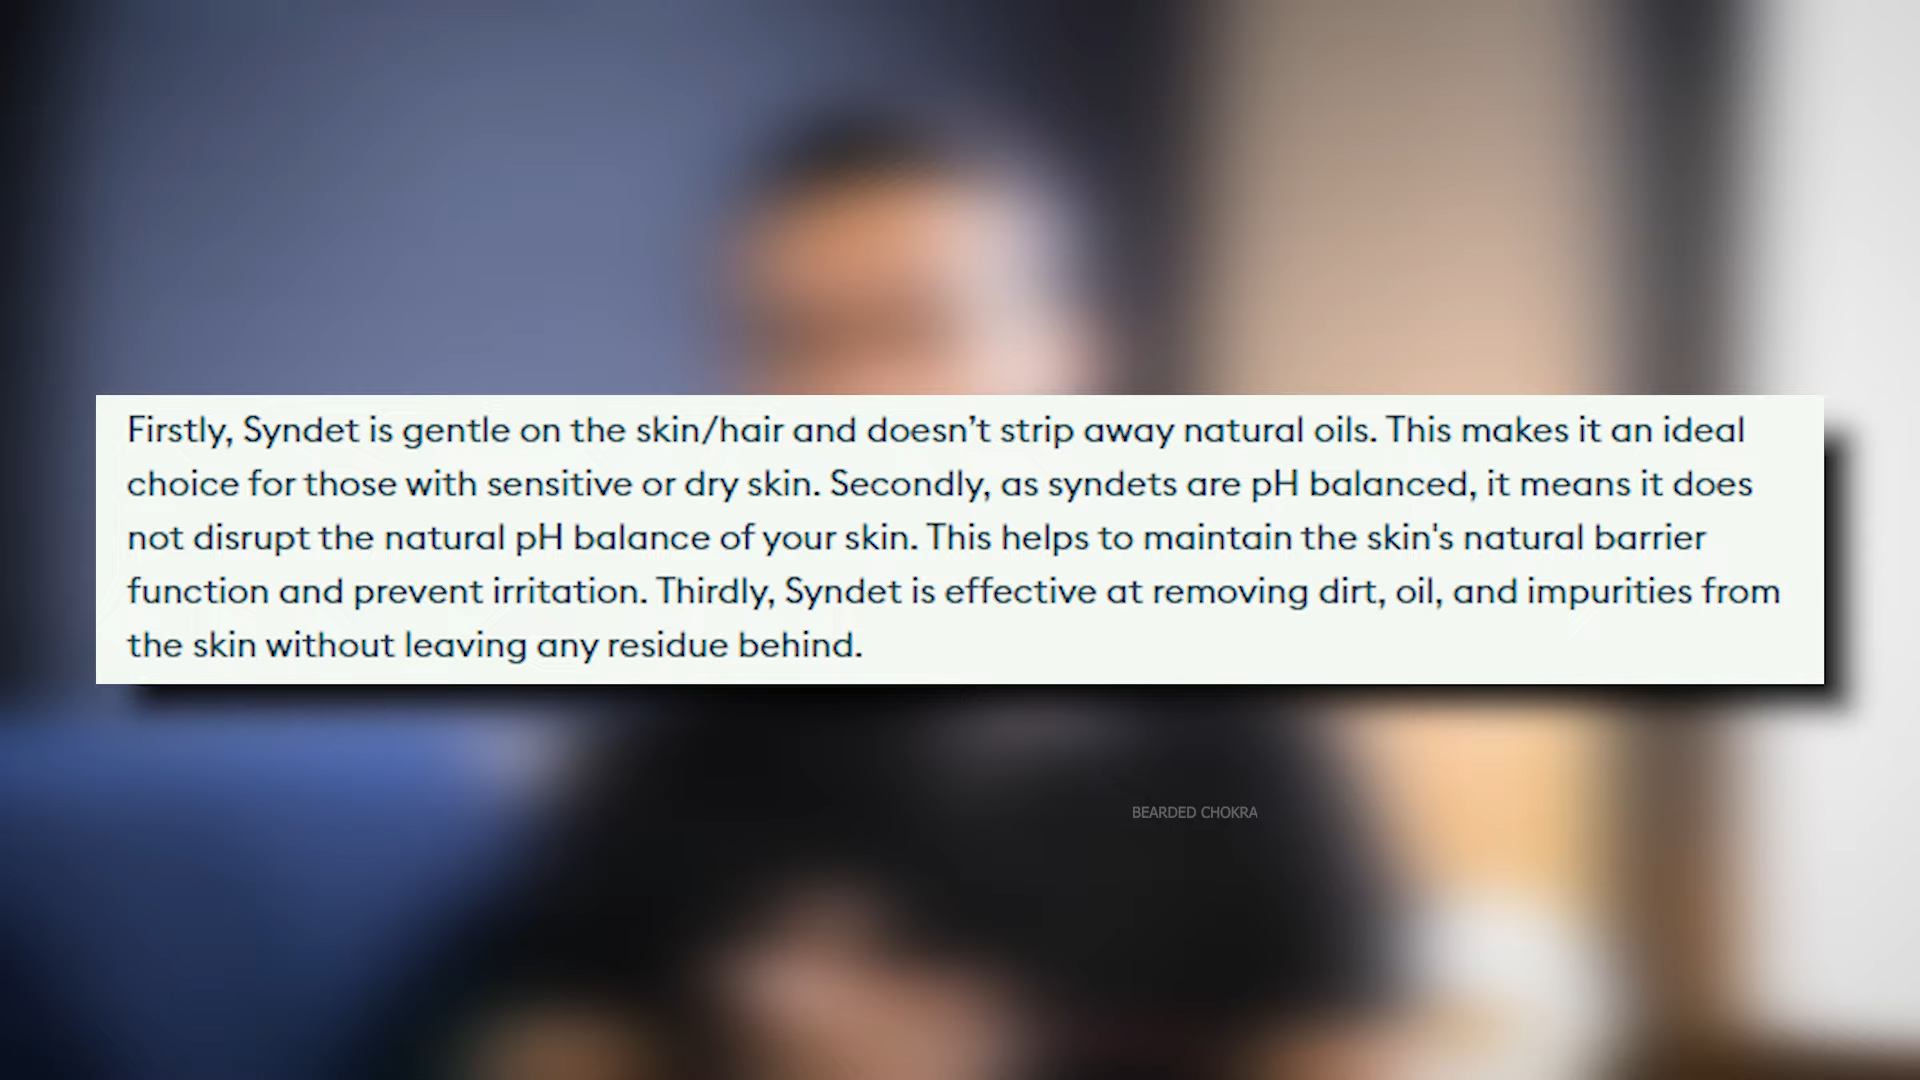 Firstly, Syndet is gentle on the skin/hair and doesn’t strip away natural oils. This makes it an ideal
choice for those with sensitive or dry skin. Secondly, as syndets are pH balanced, it means it does
not disrupt the natural pH balance of your skin. This helps to maintain the skin's natural barrier
function and prevent irritation. Thirdly, Syndet is effective at removing dirt, oil, and impurities from
the skin without leaving any residue behind.
BEARDED CHOKRA